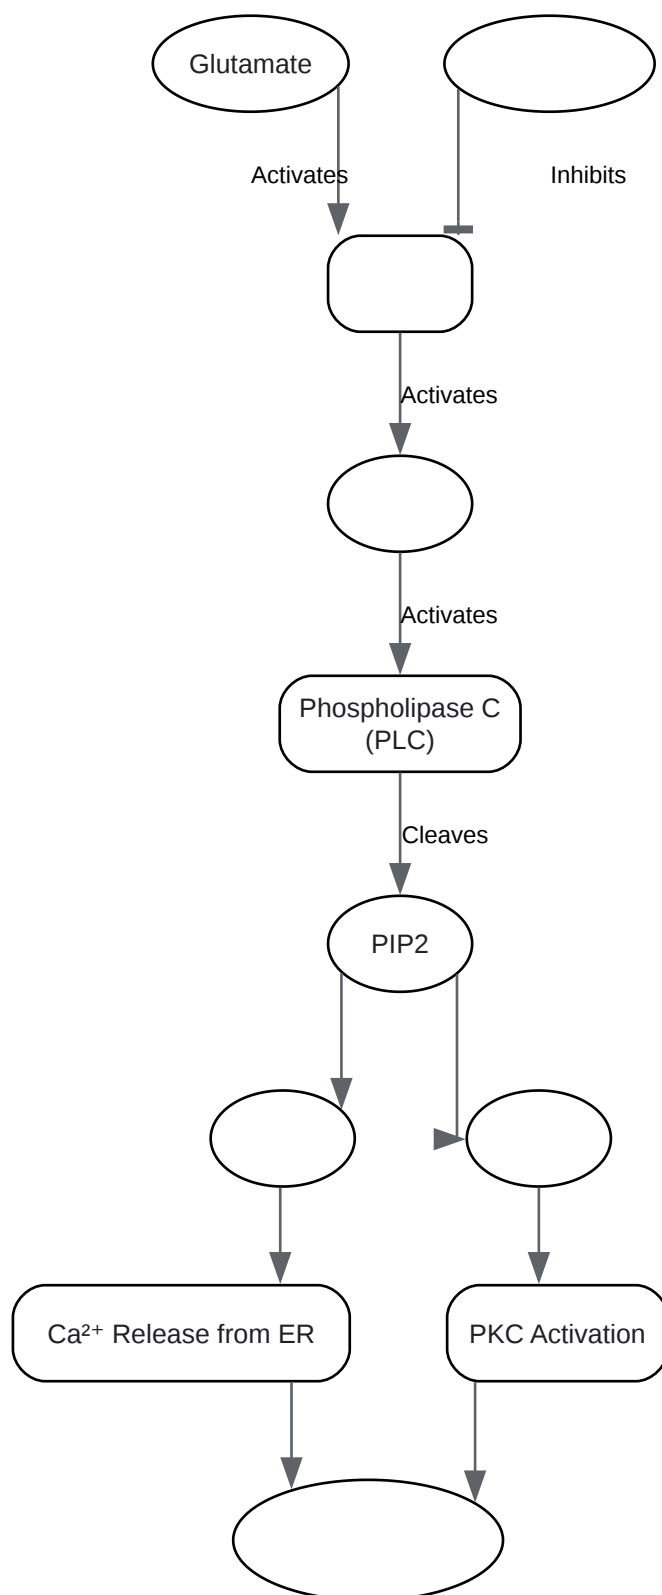 Glutamate
Activates
Inhibits
Activates
Activates
Phospholipase C
(PLC)
Cleaves
PIP2
Ca²⁺ Release from ER
PKC Activation